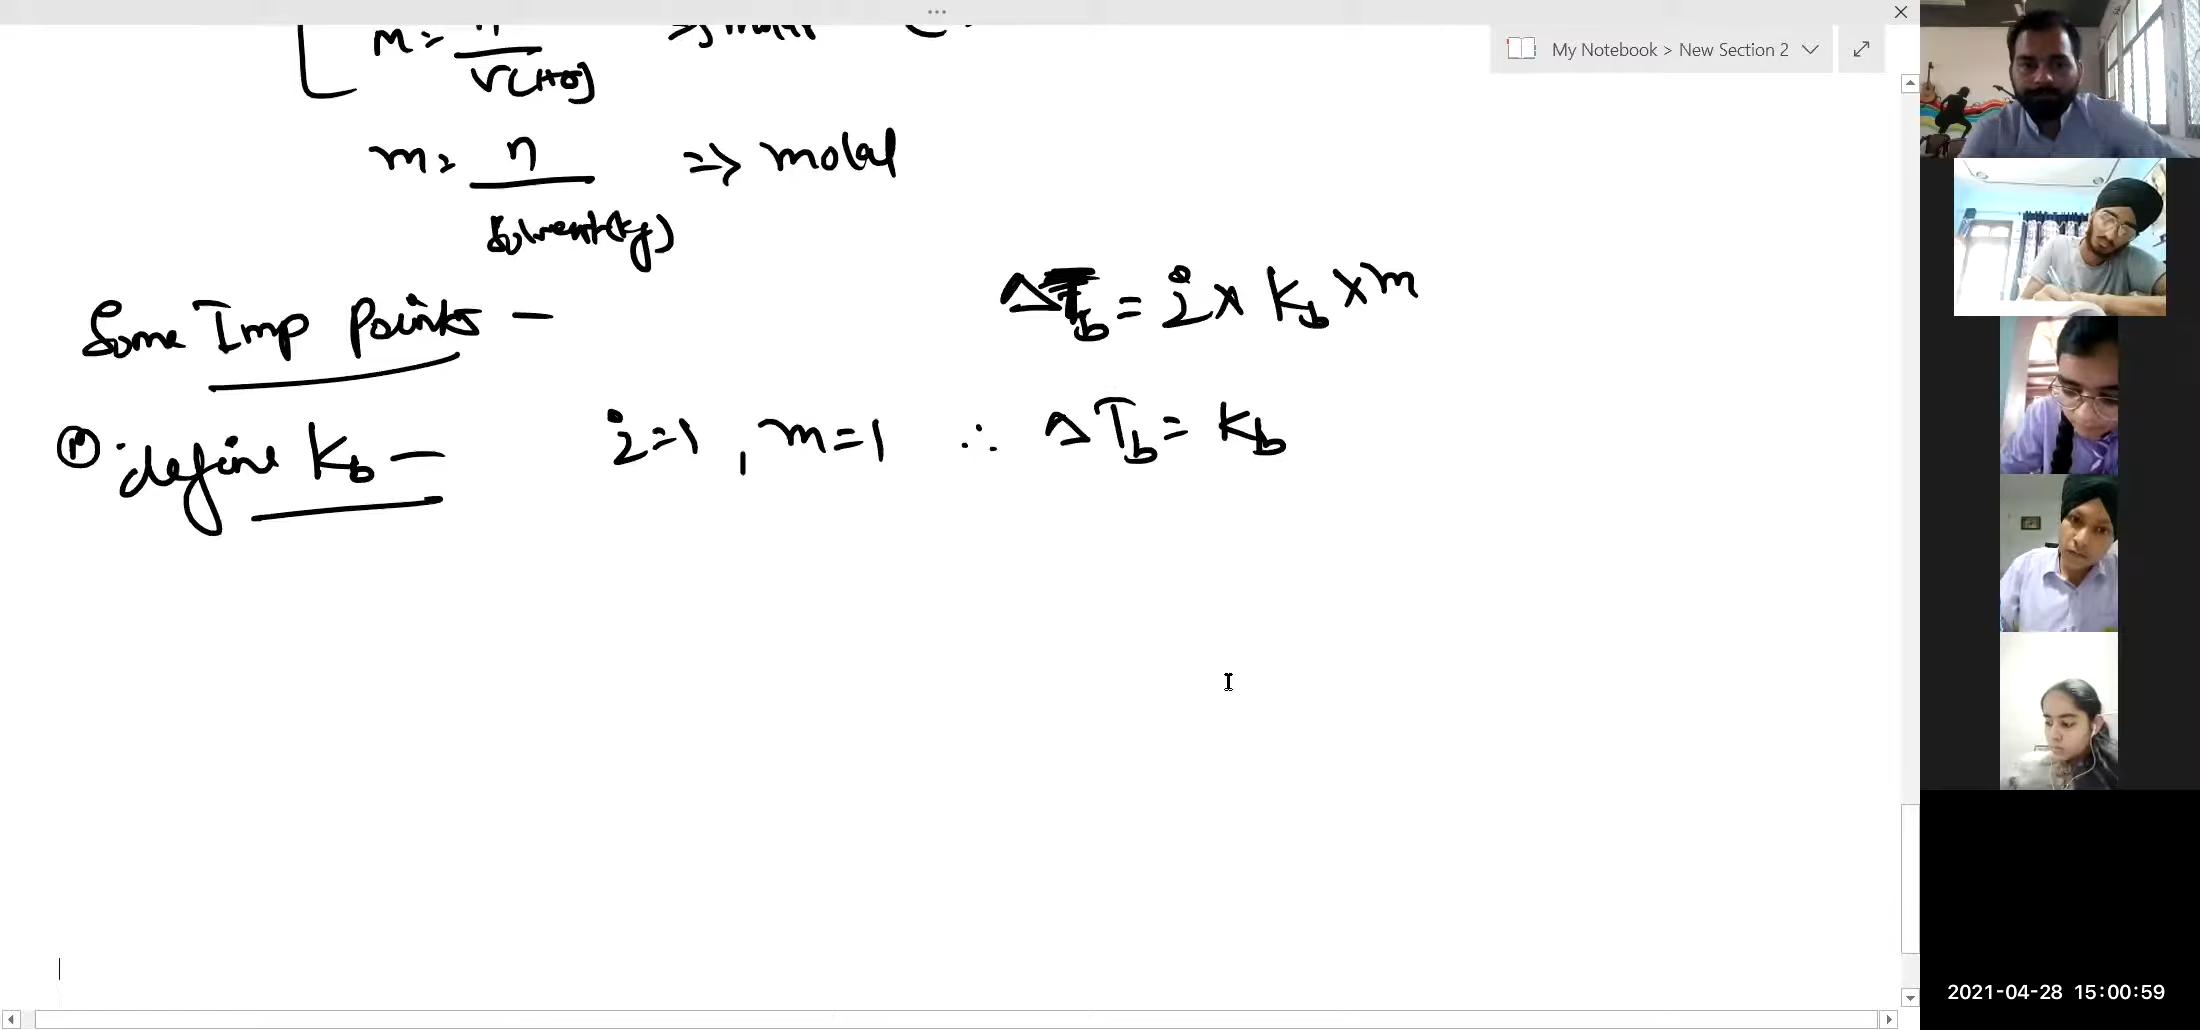 ...
My Notebook > New Section 2
m =
V(lit)
m = n => molal
solvent (kg)
Some Imp Points –
ΔTb = i × Kb × m
① define Kb – i=1, m=1 ∴ ΔTb = Kb
2021-04-28 15:00:59